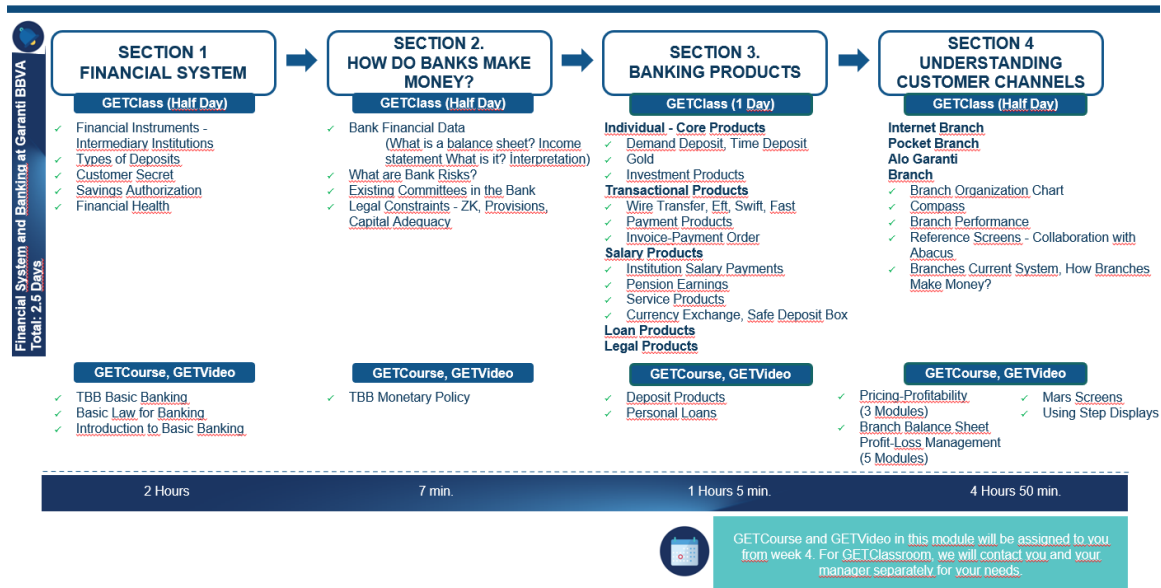 Financial System and Banking at Garanti BBVA
Total: 2.5 Days
SECTION 1
FINANCIAL SYSTEM
GETClass (Half Day)
Financial Instruments -
Intermediary Institutions
Types of Deposits
Customer Secret
Savings Authorization
Financial Health
GETCourse, GETVideo
TBB Basic Banking
Basic Law for Banking
Introduction to Basic Banking
2 Hours
SECTION 2.
HOW DO BANKS MAKE
MONEY?
GETClass (Half Day)
Bank Financial Data
(What is a balance sheet? Income
statement What is it? Interpretation)
What are Bank Risks?
Existing Committees in the Bank
Legal Constraints - ZK, Provisions,
Capital Adequacy
GETCourse, GETVideo
TBB Monetary Policy
7 min.
SECTION 3.
BANKING PRODUCTS
GETClass (1 Day)
Individual - Core Products
Demand Deposit, Time Deposit
Gold
Investment Products
Transactional Products
Wire Transfer, Eft, Swift, Fast
Payment Products
Invoice-Payment Order
Salary Products
Institution Salary Payments
Pension Earnings
Service Products
Currency Exchange, Safe Deposit Box
Loan Products
Legal Products
GETCourse, GETVideo
Deposit Products
Personal Loans
1 Hours 5 min.
SECTION 4
UNDERSTANDING
CUSTOMER CHANNELS
GETClass (Half Day)
Internet Branch
Pocket Branch
Alo Garanti
Branch
Branch Organization Chart
Compass
Branch Performance
Reference Screens - Collaboration with
Abacus
Branches Current System, How Branches
Make Money?
GETCourse, GETVideo
Pricing-Profitability
(3 Modules)
Branch Balance Sheet
Profit-Loss Management
(5 Modules)
Mars Screens
Using Step Displays
4 Hours 50 min.
GETCourse and GETVideo in this module will be assigned to you
from week 4. For GETClassroom, we will contact you and your
manager separately for your needs.